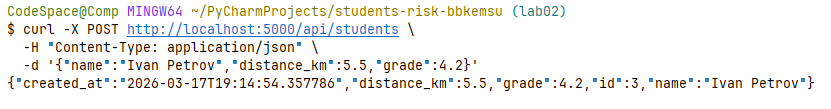 CodeSpace@Comp MINGW64 ~/PyCharmProjects/students-risk-bbkemsu (lab02)
$ curl -X POST http://localhost:5000/api/students \
  -H "Content-Type: application/json" \
  -d '{"name":"Ivan Petrov","distance_km":5.5,"grade":4.2}'
{"created_at":"2026-03-17T19:14:54.357786","distance_km":5.5,"grade":4.2,"id":3,"name":"Ivan Petrov"}